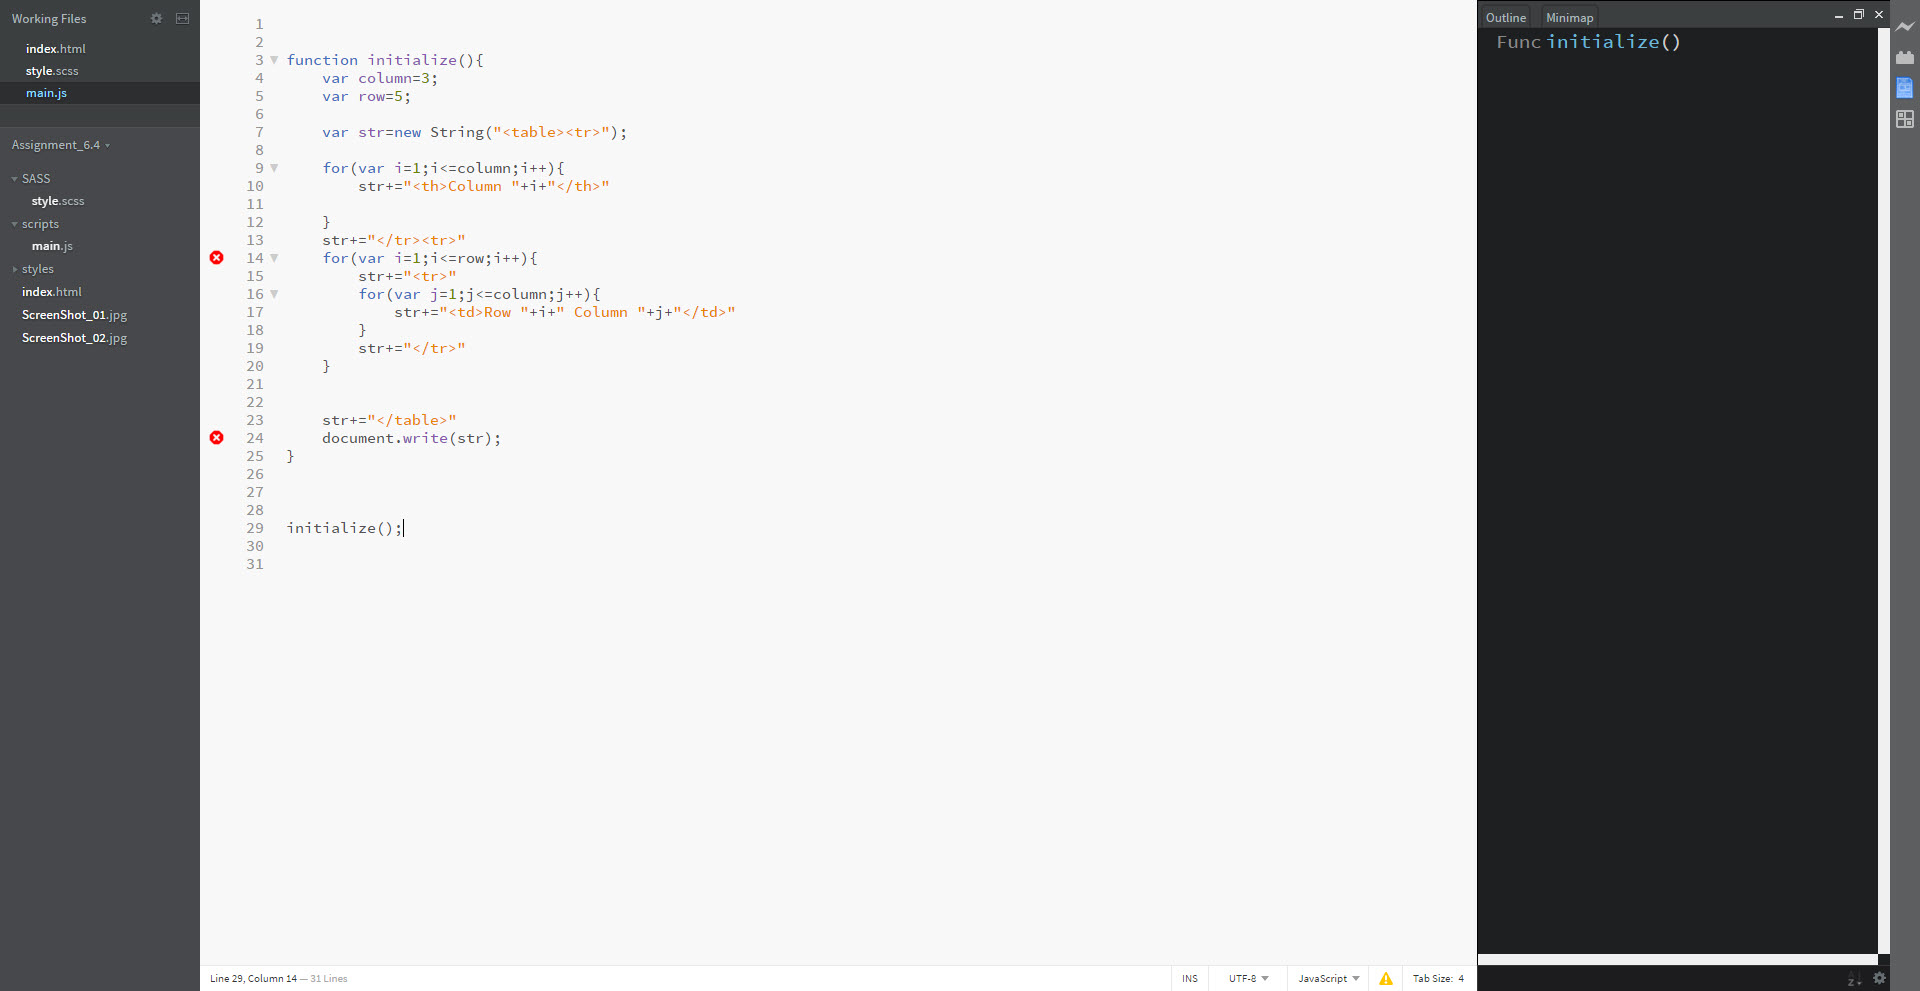 Working Files
index.html
style.scss
main.js
Assignment_6.4
SASS
style.scss
scripts
main.js
styles
index.html
ScreenShot_01.jpg
ScreenShot_02.jpg
1
2
3 function initialize(){
4 var column=3;
5 var row=5;
6
7 var str=new String("<table><tr>");
8
9 for(var i=1;i<=column;i++){
10 str+="<th>Column "+i+"</th>"
11
12 }
13 str+="</tr><tr>"
14 for(var i=1;i<=row;i++){
15 str+="<tr>"
16 for(var j=1;j<=column;j++){
17 str+="<td>Row "+i+" Column "+j+"</td>"
18 }
19 str+="</tr>"
20 }
21
22
23 str+="</table>"
24 document.write(str);
25 }
26
27
28
29 initialize();
30
31
Line 29, Column 14 — 31 Lines
INS UTF-8 JavaScript Tab Size: 4
Outline Minimap
Func initialize()